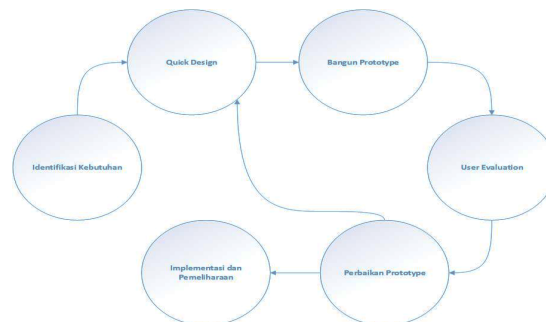 Quick Design
Bangun Prototype
Identifikasi Kebutuhan
User Evaluation
Implementasi dan
Pemeliharaan
Perbaikan Prototype